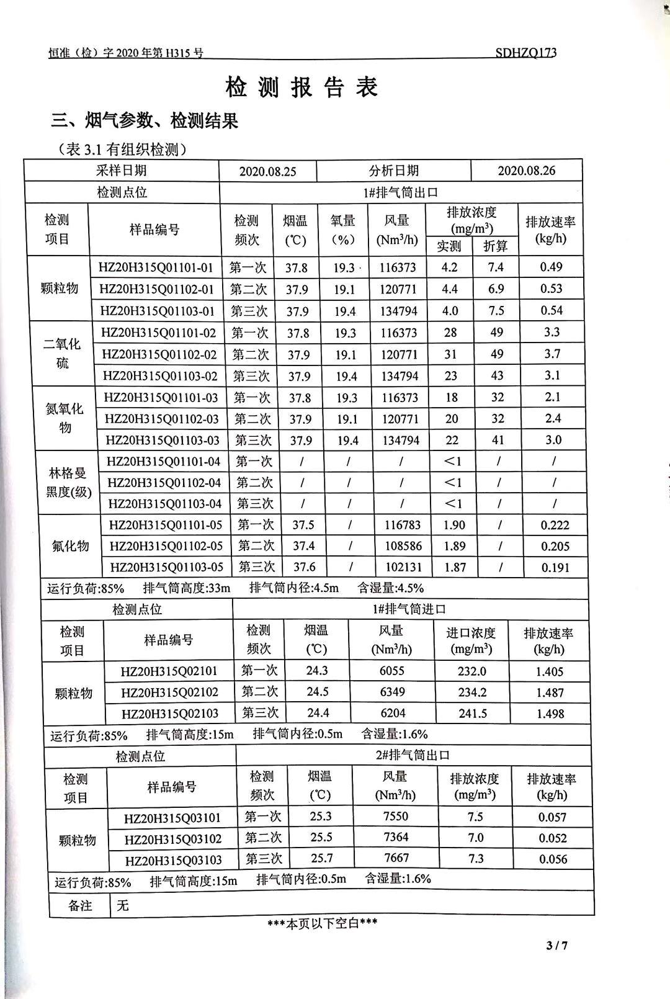 恒准（检）字 2020 年第 H315 号 SDHZQ173
检 测 报 告 表
三、烟气参数、检测结果
（表 3.1 有组织检测）
采样日期 2020.08.25 分析日期 2020.08.26
检测点位 1#排气筒出口
检测项目 样品编号 检测频次 烟温(℃) 氧量（%） 风量(Nm³/h) 排放浓度(mg/m³) 实测 折算 排放速率(kg/h)
颗粒物 HZ20H315Q01101-01 第一次 37.8 19.3 116373 4.2 7.4 0.49
HZ20H315Q01102-01 第二次 37.9 19.1 120771 4.4 6.9 0.53
HZ20H315Q01103-01 第三次 37.9 19.4 134794 4.0 7.5 0.54
二氧化硫 HZ20H315Q01101-02 第一次 37.8 19.3 116373 28 49 3.3
HZ20H315Q01102-02 第二次 37.9 19.1 120771 31 49 3.7
HZ20H315Q01103-02 第三次 37.9 19.4 134794 23 43 3.1
氮氧化物 HZ20H315Q01101-03 第一次 37.8 19.3 116373 18 32 2.1
HZ20H315Q01102-03 第二次 37.9 19.1 120771 20 32 2.4
HZ20H315Q01103-03 第三次 37.9 19.4 134794 22 41 3.0
林格曼黑度(级) HZ20H315Q01101-04 第一次 / / / ＜1 / /
HZ20H315Q01102-04 第二次 / / / ＜1 / /
HZ20H315Q01103-04 第三次 / / / ＜1 / /
氟化物 HZ20H315Q01101-05 第一次 37.5 / 116783 1.90 / 0.222
HZ20H315Q01102-05 第二次 37.4 / 108586 1.89 / 0.205
HZ20H315Q01103-05 第三次 37.6 / 102131 1.87 / 0.191
运行负荷:85% 排气筒高度:33m 排气筒内径:4.5m 含湿量:4.5%
检测点位 1#排气筒进口
检测项目 样品编号 检测频次 烟温(℃) 风量(Nm³/h) 进口浓度(mg/m³) 排放速率(kg/h)
颗粒物 HZ20H315Q02101 第一次 24.3 6055 232.0 1.405
HZ20H315Q02102 第二次 24.5 6349 234.2 1.487
HZ20H315Q02103 第三次 24.4 6204 241.5 1.498
运行负荷:85% 排气筒高度:15m 排气筒内径:0.5m 含湿量:1.6%
检测点位 2#排气筒出口
检测项目 样品编号 检测频次 烟温(℃) 风量(Nm³/h) 排放浓度(mg/m³) 排放速率(kg/h)
颗粒物 HZ20H315Q03101 第一次 25.3 7550 7.5 0.057
HZ20H315Q03102 第二次 25.5 7364 7.0 0.052
HZ20H315Q03103 第三次 25.7 7667 7.3 0.056
运行负荷:85% 排气筒高度:15m 排气筒内径:0.5m 含湿量:1.6%
备注 无
***本页以下空白***
3 / 7